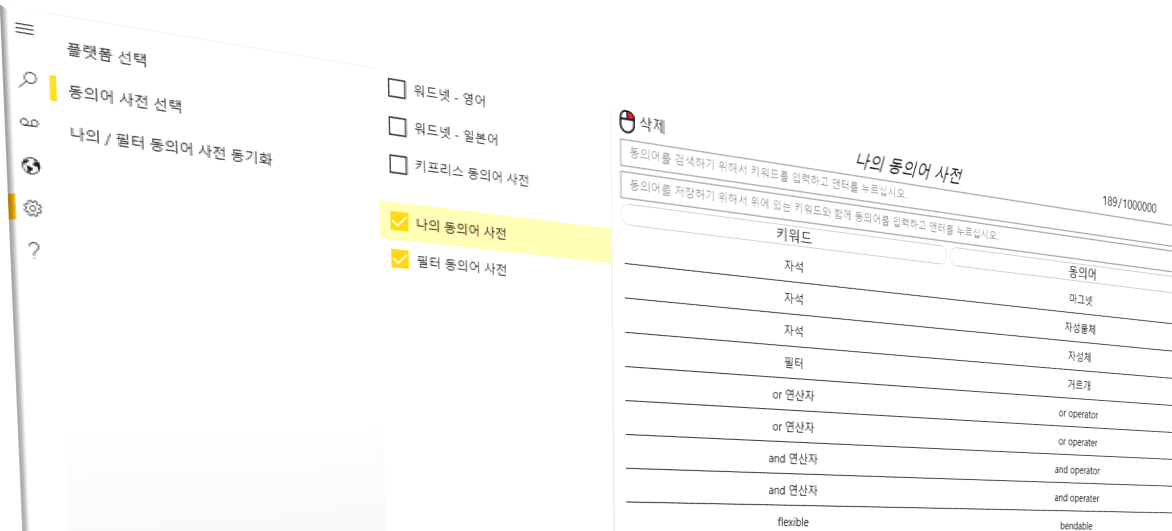 플랫폼 선택
동의어 사전 선택
나의 / 필터 동의어 사전 동기화
?
워드넷 - 영어
워드넷 - 일본어
키프리스 동의어 사전
나의 동의어 사전
필터 동의어 사전
삭제
나의 동의어 사전
189/1000000
동의어를 검색하기 위해서 키워드를 입력하고 엔터를 누르십시오.
동의어를 저장하기 위해서 위에 있는 키워드와 함께 동의어를 입력하고 엔터를 누르십시오.
키워드 동의어
자석 마그넷
자석 자성물체
자석 자성체
필터 거르개
or 연산자 or operator
or 연산자 or operater
and 연산자 and operator
and 연산자 and operater
flexible bendable